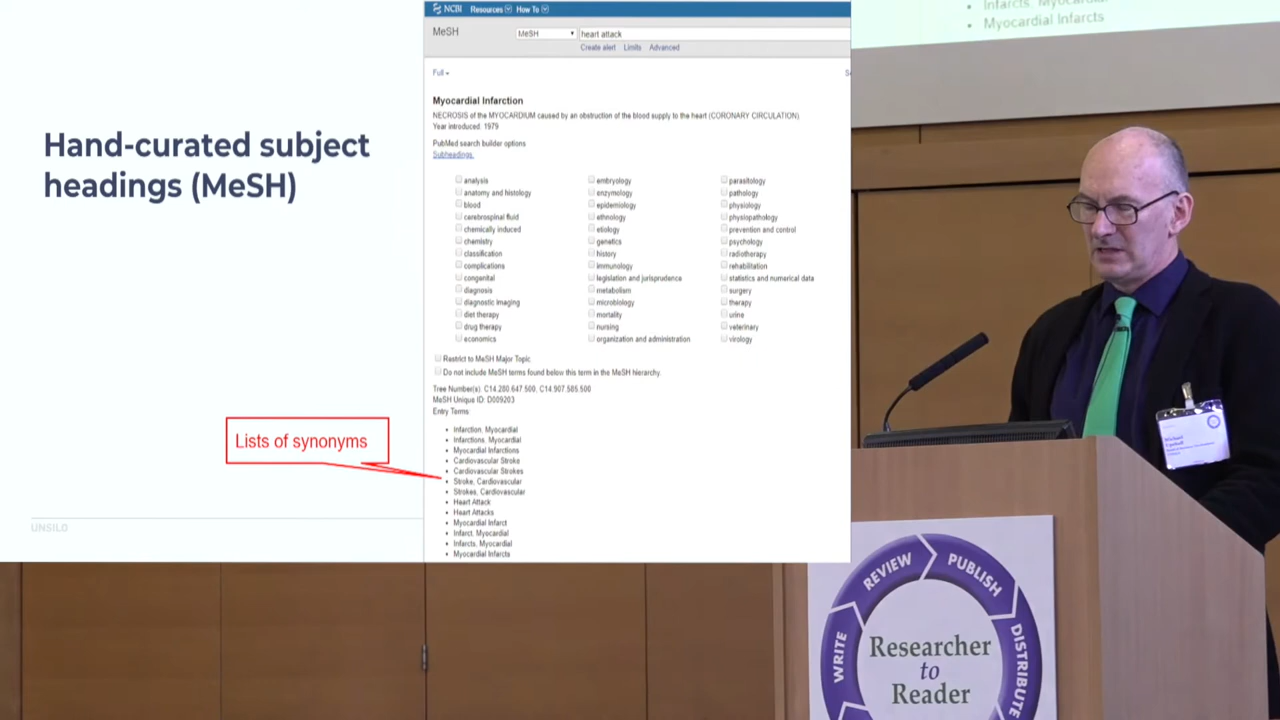 Hand-curated subject
headings (MeSH)
Lists of synonyms
UNSILO
NCBI Resources How To
MeSH
MeSH
heart attack
Create alert Limits Advanced
Full
Myocardial Infarction
NECROSIS of the MYOCARDIUM caused by an obstruction of the blood supply to the heart (CORONARY CIRCULATION).
Year introduced: 1979
PubMed search builder options
Subheadings:
analysis
anatomy and histology
blood
cerebrospinal fluid
chemically induced
chemistry
classification
complications
congenital
diagnosis
diagnostic imaging
diet therapy
drug therapy
economics
embryology
enzymology
epidemiology
ethnology
etiology
genetics
history
immunology
legislation and jurisprudence
metabolism
microbiology
mortality
nursing
organization and administration
parasitology
pathology
physiology
physiopathology
prevention and control
psychology
radiotherapy
rehabilitation
statistics and numerical data
surgery
therapy
urine
veterinary
virology
Restrict to MeSH Major Topic.
Do not include MeSH terms found below this term in the MeSH hierarchy.
Tree Number(s): C14.280.647.500, C14.907.585.500
MeSH Unique ID: D009203
Entry Terms:
Infarction, Myocardial
Infarctions, Myocardial
Myocardial Infarctions
Cardiovascular Stroke
Cardiovascular Strokes
Stroke, Cardiovascular
Strokes, Cardiovascular
Heart Attack
Heart Attacks
Myocardial Infarct
Infarct, Myocardial
Infarcts, Myocardial
Myocardial Infarcts
Myocardial Infarcts
Michael
WRITE
REVIEW
PUBLISH
DISTRIBUTE
Researcher
to
Reader